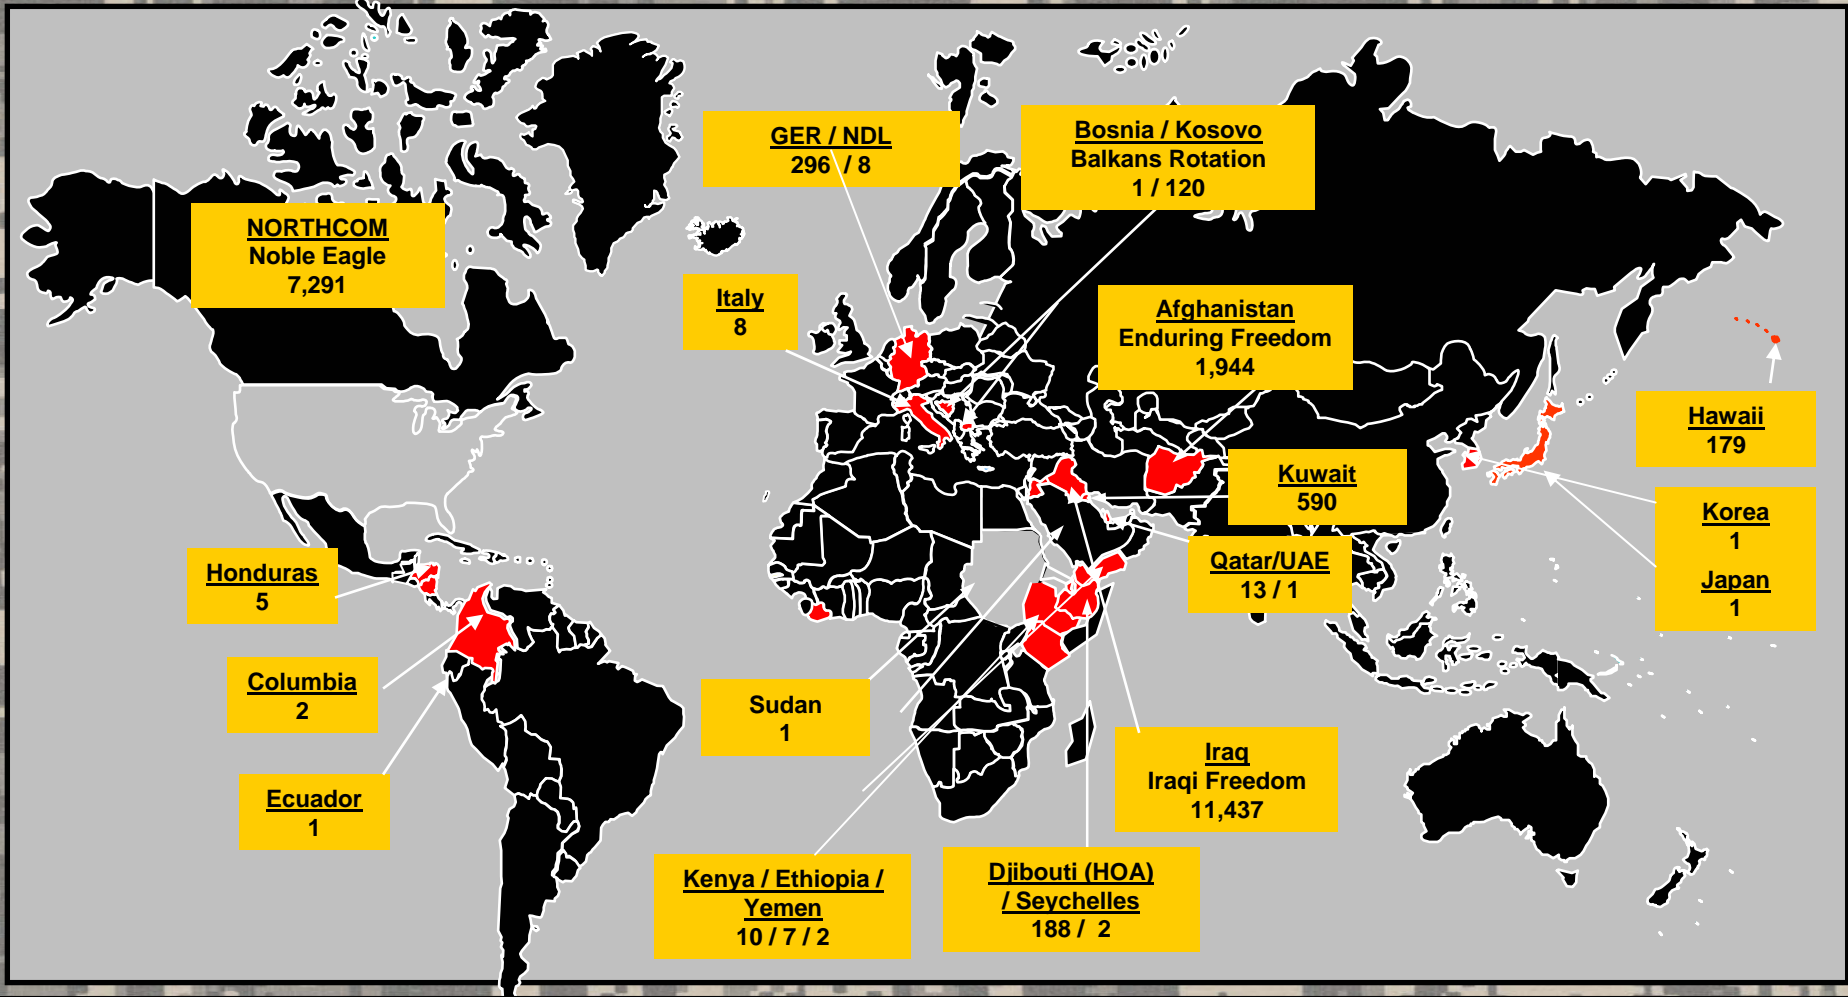 GER / NDL
296 / 8
Bosnia / Kosovo
Balkans Rotation
1 / 120
NORTHCOM
Noble Eagle
7,291
Italy
8
Afghanistan
Enduring Freedom
1,944
Hawaii
179
Kuwait
590
Korea
1
Japan
1
Qatar/UAE
13 / 1
Honduras
5
Columbia
2
Sudan
1
Iraq
Iraqi Freedom
11,437
Ecuador
1
Kenya / Ethiopia /
Yemen
10 / 7 / 2
Djibouti (HOA)
/ Seychelles
188 / 2